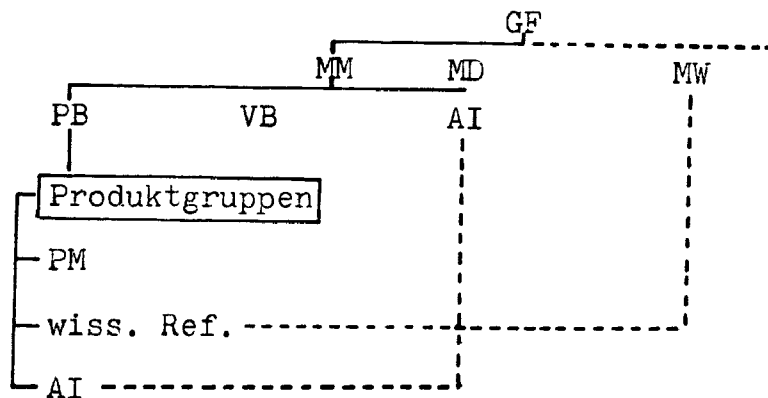 GF
MM MD MW
PB VB AI
Produktgruppen
PM
wiss. Ref.
AI